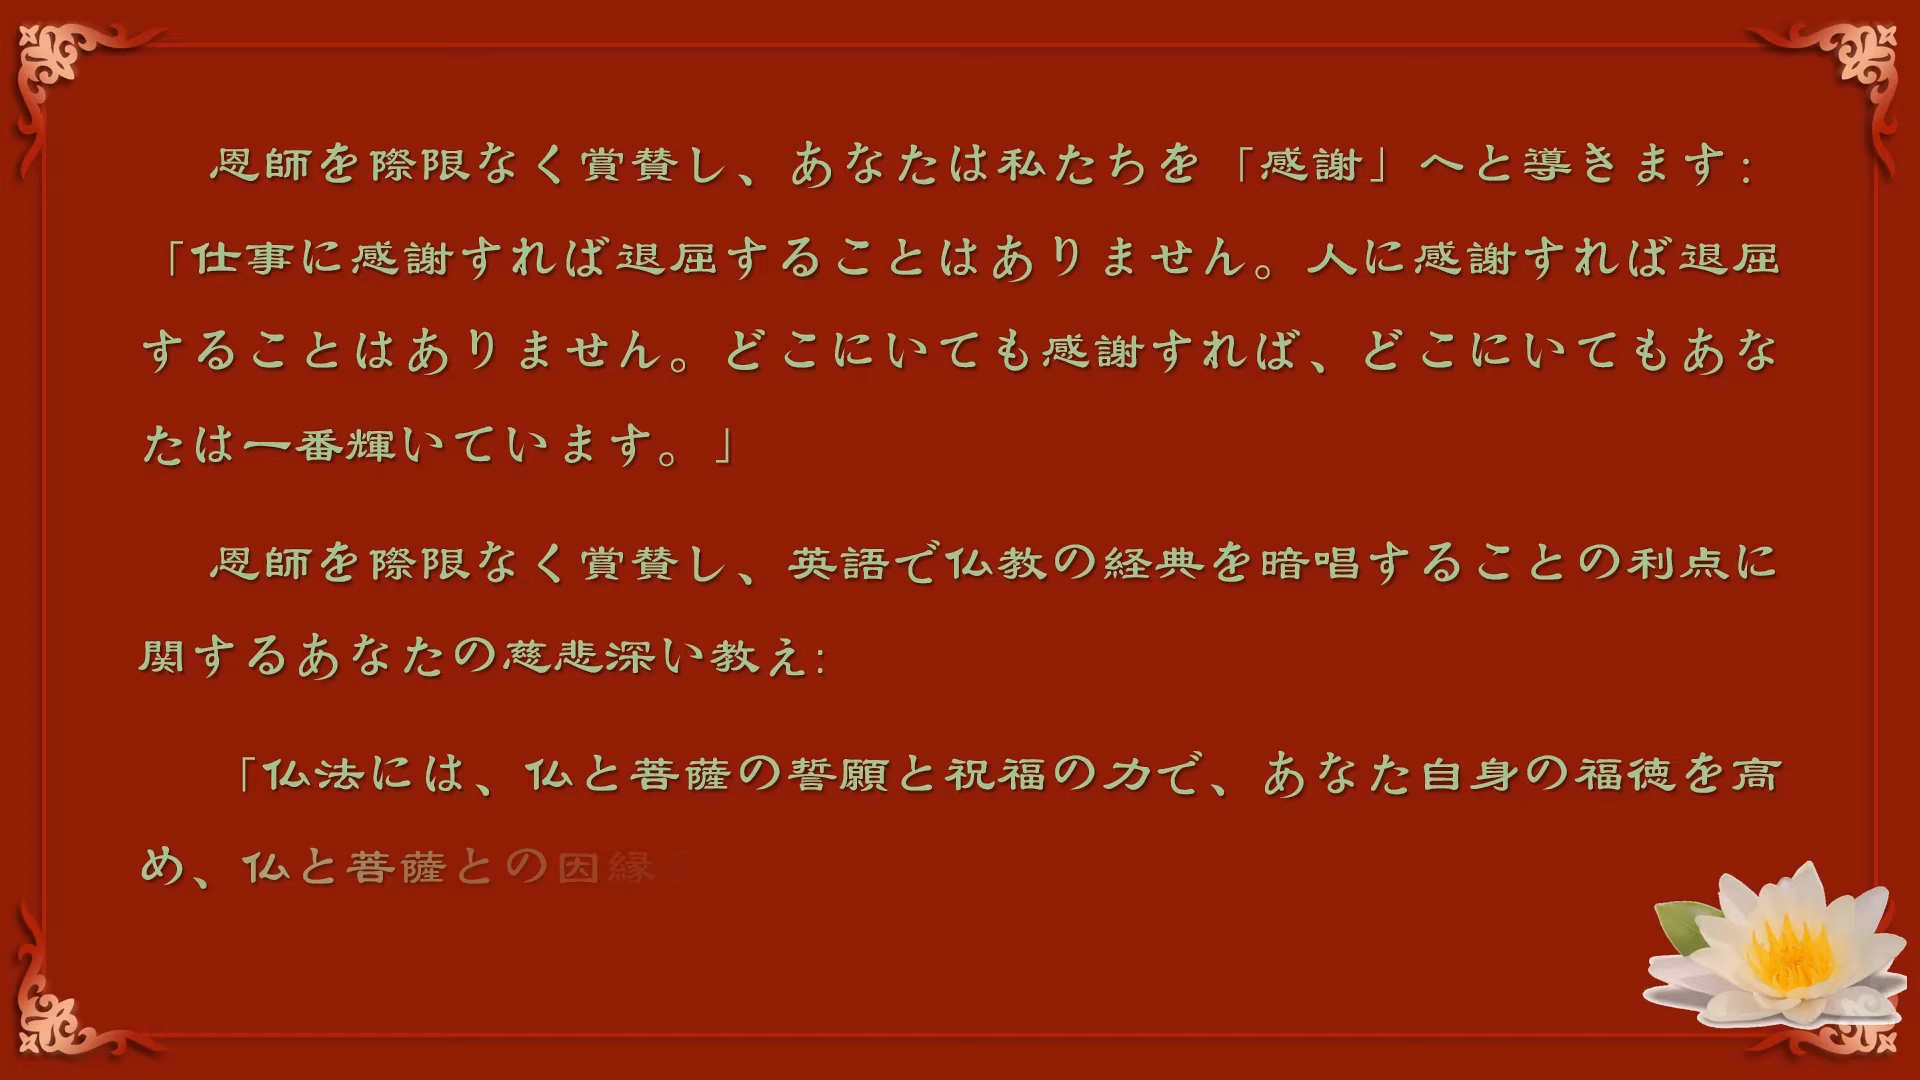 恩師を際限なく賞賛し、あなたは私たちを「感謝」へと導きます:
「仕事に感謝すれば退屈することはありません。人に感謝すれば退屈
することはありません。どこにいても感謝すれば、どこにいてもあな
たは一番輝いています。」
恩師を際限なく賞賛し、英語で仏教の経典を暗唱することの利点に
関するあなたの慈悲深い教え:
「仏法には、仏と菩薩の誓願と祝福の力で、あなた自身の福徳を高
め、仏と菩薩との因縁